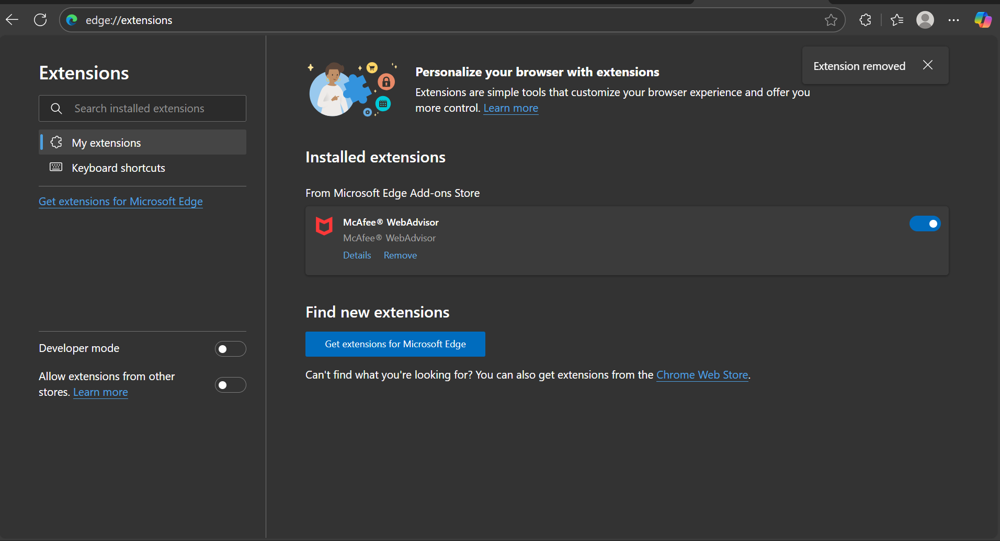 edge://extensions
Extensions
Search installed extensions
My extensions
Keyboard shortcuts
Get extensions for Microsoft Edge
Developer mode
Allow extensions from other
stores. Learn more
Personalize your browser with extensions
Extensions are simple tools that customize your browser experience and offer you
more control. Learn more
Extension removed
Installed extensions
From Microsoft Edge Add-ons Store
McAfee® WebAdvisor
McAfee® WebAdvisor
Details Remove
Find new extensions
Get extensions for Microsoft Edge
Can't find what you're looking for? You can also get extensions from the Chrome Web Store.